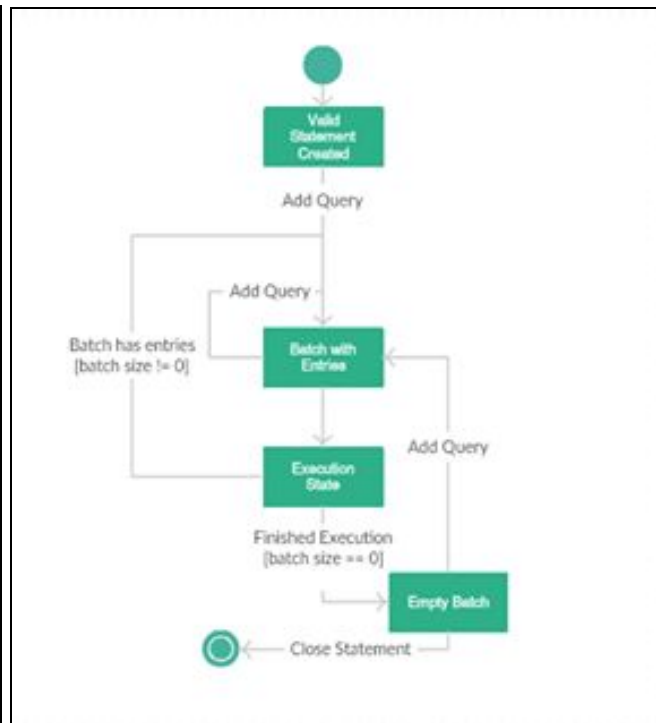 Valid
Statement
Created
Add Query
Add Query
Batch has entries
[batch size != 0]
Batch with
Entries
Add Query
Execution
State
Finished Execution
[batch size == 0]
Empty Batch
Close Statement